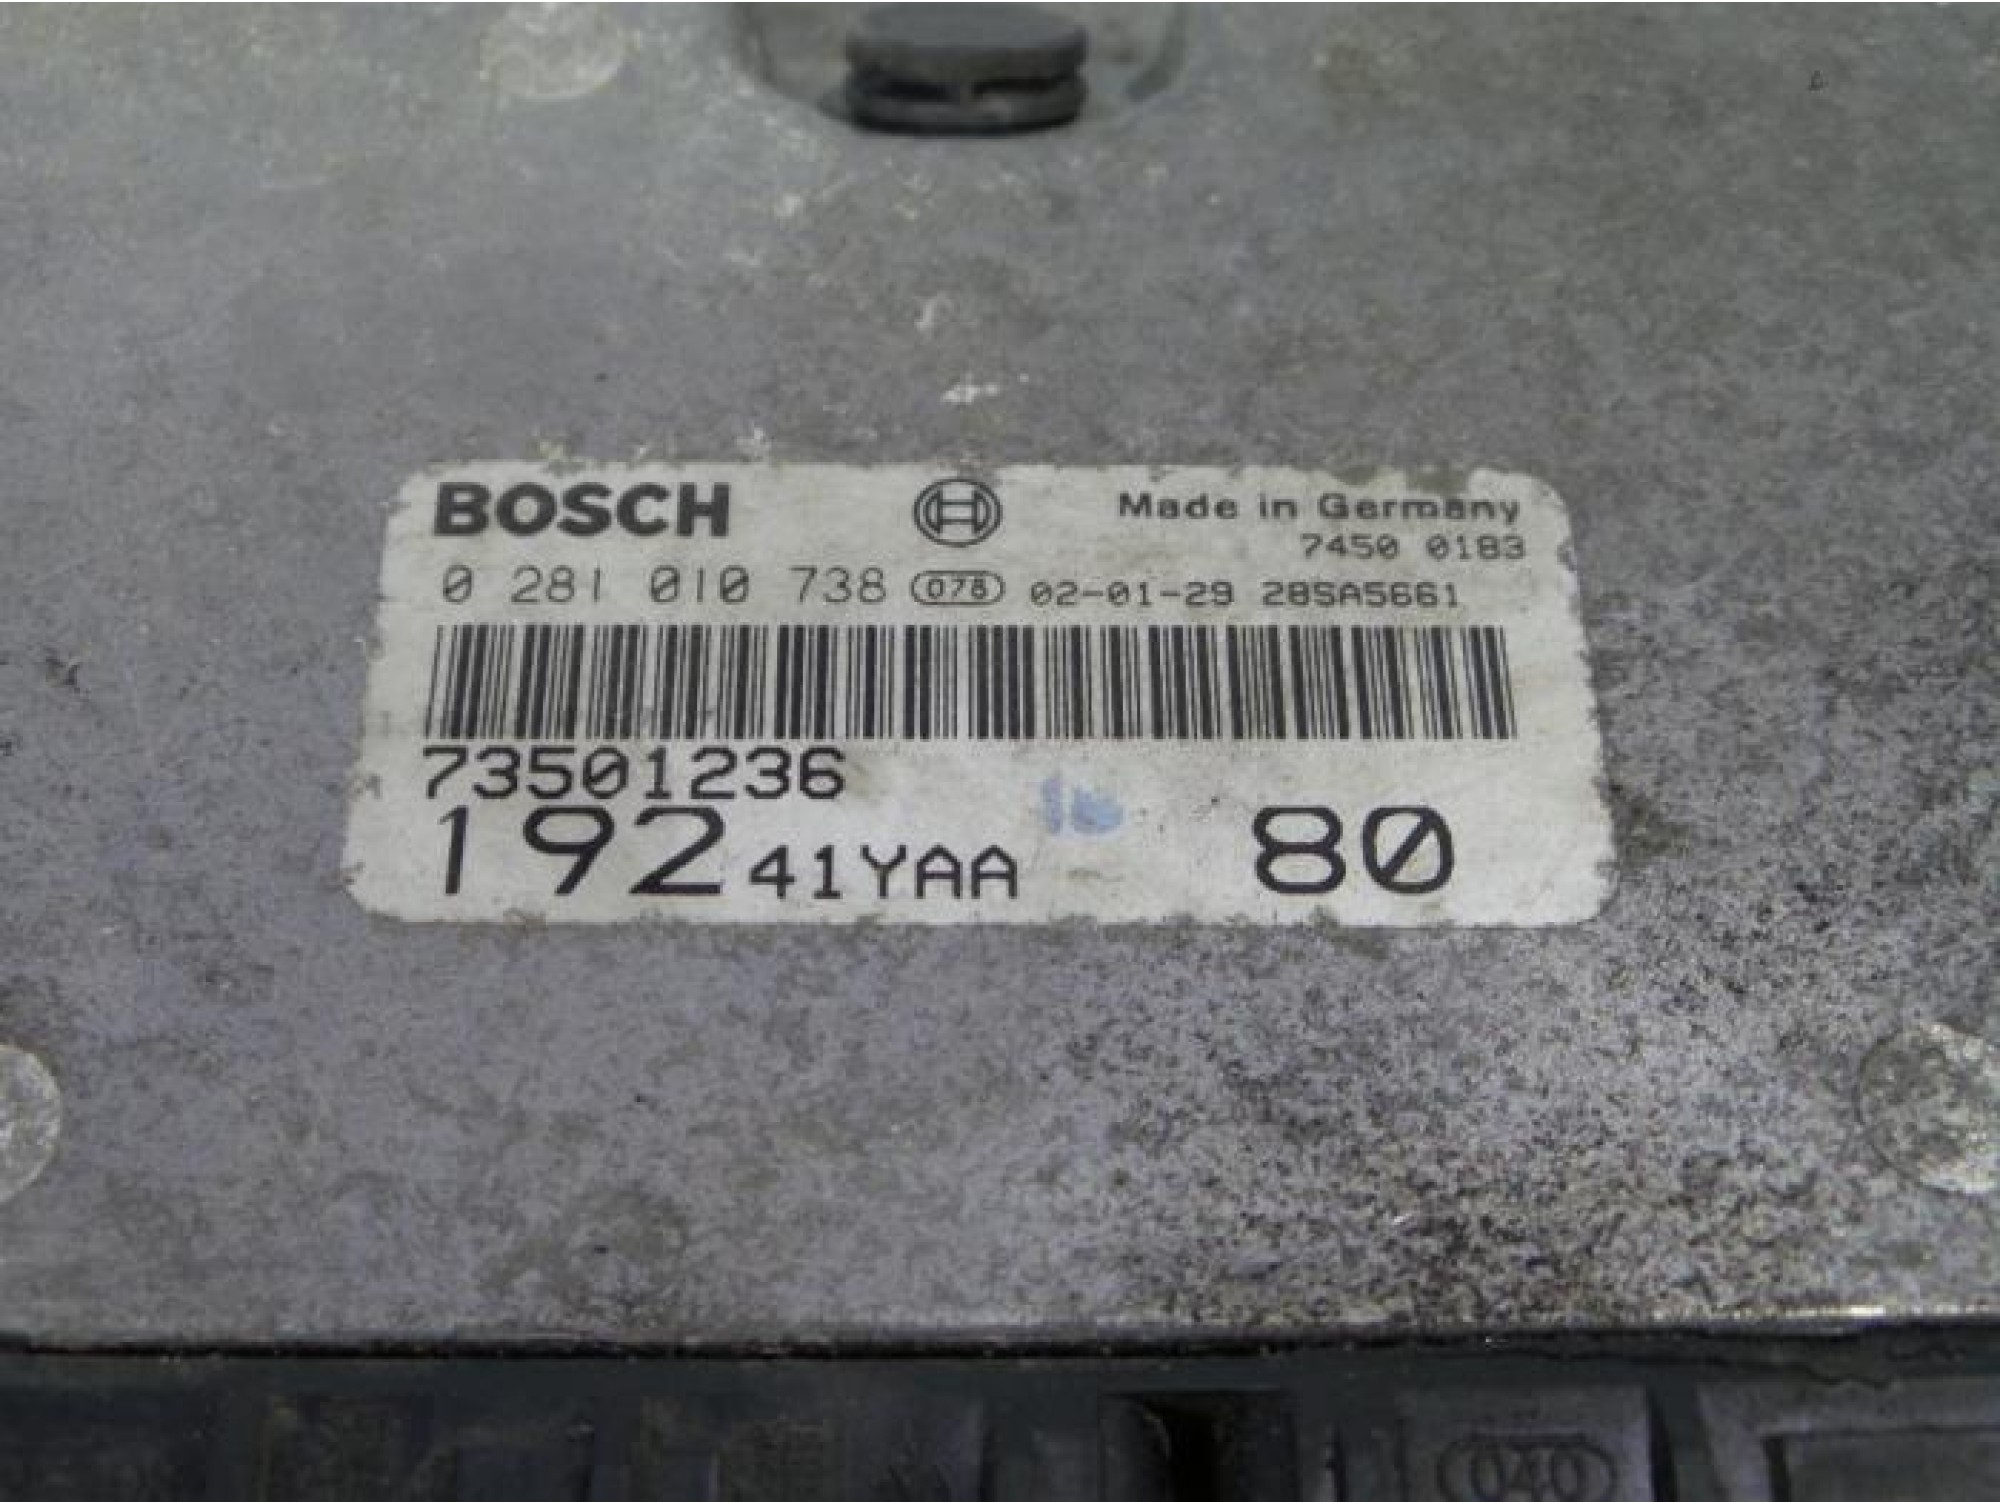 BOSCH Made in Germany
7450 0183
0 281 010 738 078 02-01-29 28SA5661
73501236
192 41YAA 80
040